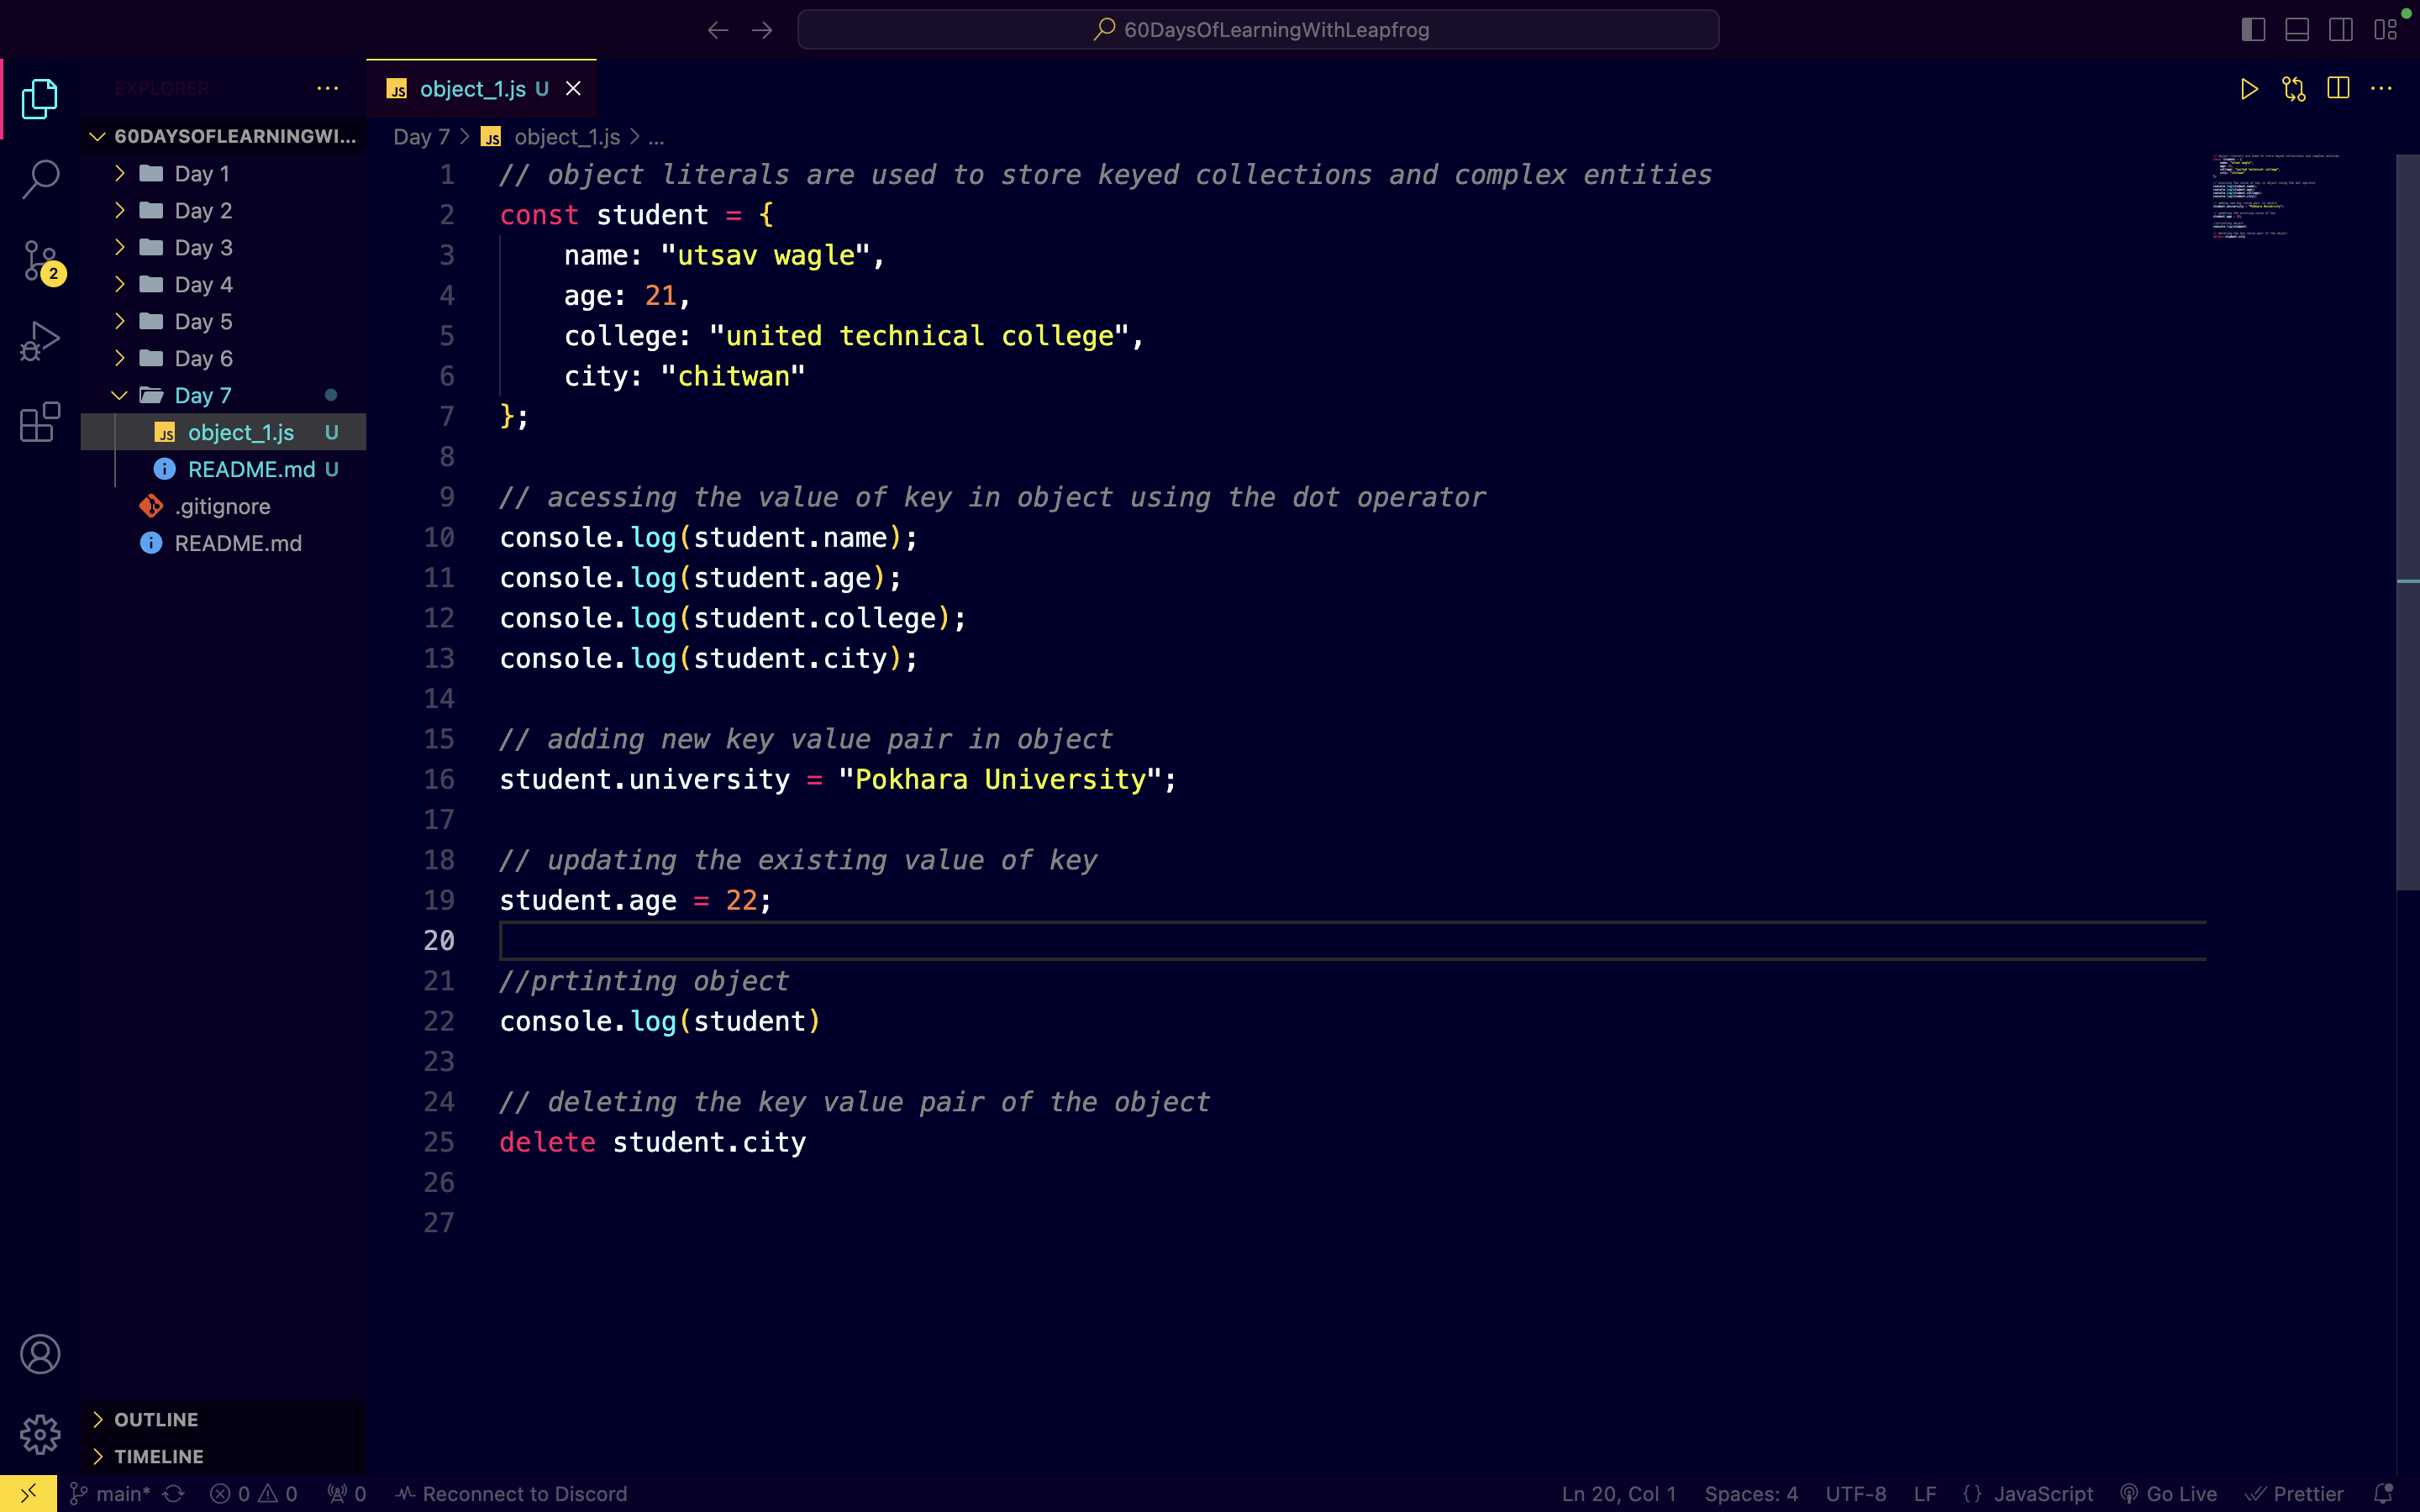 60DaysOfLearningWithLeapfrog
EXPLORER
60DAYSOFLEARNINGWI...
Day 1
Day 2
Day 3
Day 4
Day 5
Day 6
Day 7
JS object_1.js U
README.md U
.gitignore
README.md
OUTLINE
TIMELINE
2
JS object_1.js U
Day 7 > JS object_1.js > ...
1 // object literals are used to store keyed collections and complex entities
2 const student = {
3 name: "utsav wagle",
4 age: 21,
5 college: "united technical college",
6 city: "chitwan"
7 };
8
9 // acessing the value of key in object using the dot operator
10 console.log(student.name);
11 console.log(student.age);
12 console.log(student.college);
13 console.log(student.city);
14
15 // adding new key value pair in object
16 student.university = "Pokhara University";
17
18 // updating the existing value of key
19 student.age = 22;
20
21 //prtinting object
22 console.log(student)
23
24 // deleting the key value pair of the object
25 delete student.city
26
27
main* 0 0 0 Reconnect to Discord Ln 20, Col 1 Spaces: 4 UTF-8 LF {} JavaScript Go Live Prettier